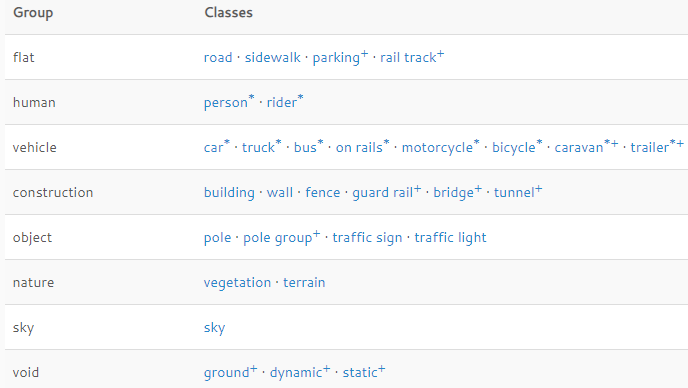 Group Classes
flat road · sidewalk · parking+ · rail track+
human person* · rider*
vehicle car* · truck* · bus* · on rails* · motorcycle* · bicycle* · caravan*+ · trailer*+
construction building · wall · fence · guard rail+ · bridge+ · tunnel+
object pole · pole group+ · traffic sign · traffic light
nature vegetation · terrain
sky sky
void ground+ · dynamic+ · static+